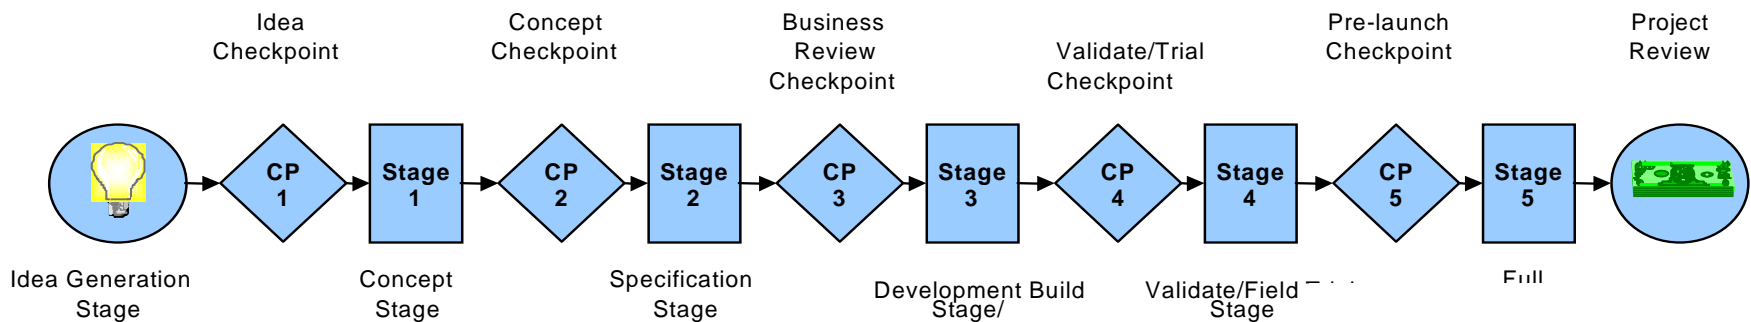 Idea
Checkpoint
Concept
Checkpoint
Business
Review
Checkpoint
Validate/Trial
Checkpoint
Pre-launch
Checkpoint
Project
Review
CP
1
Stage
1
CP
2
Stage
2
CP
3
Stage
3
CP
4
Stage
4
CP
5
Stage
5
Idea Generation
Stage
Concept
Stage
Specification
Stage
Development Build
Stage/
Validate/Field
Stage
Full